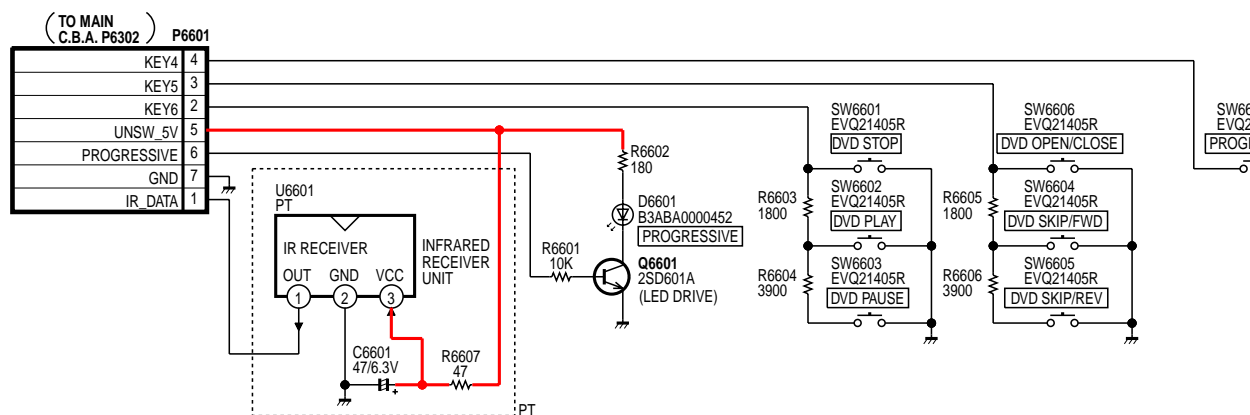 TO MAIN
C.B.A. P6302
P6601
KEY4 4
KEY5 3
KEY6 2
UNSW_5V 5
PROGRESSIVE 6
GND 7
IR_DATA 1
U6601
PT
IR RECEIVER
OUT GND VCC
1 2 3
INFRARED
RECEIVER
UNIT
C6601
47/6.3V
+
R6607
47
PT
R6601
10K
R6602
180
D6601
B3ABA0000452
PROGRESSIVE
Q6601
2SD601A
(LED DRIVE)
SW6601
EVQ21405R
DVD STOP
R6603
1800
SW6602
EVQ21405R
DVD PLAY
R6604
3900
SW6603
EVQ21405R
DVD PAUSE
SW6606
EVQ21405R
DVD OPEN/CLOSE
R6605
1800
SW6604
EVQ21405R
DVD SKIP/FWD
R6606
3900
SW6605
EVQ21405R
DVD SKIP/REV
SW66
EVQ2
PROG